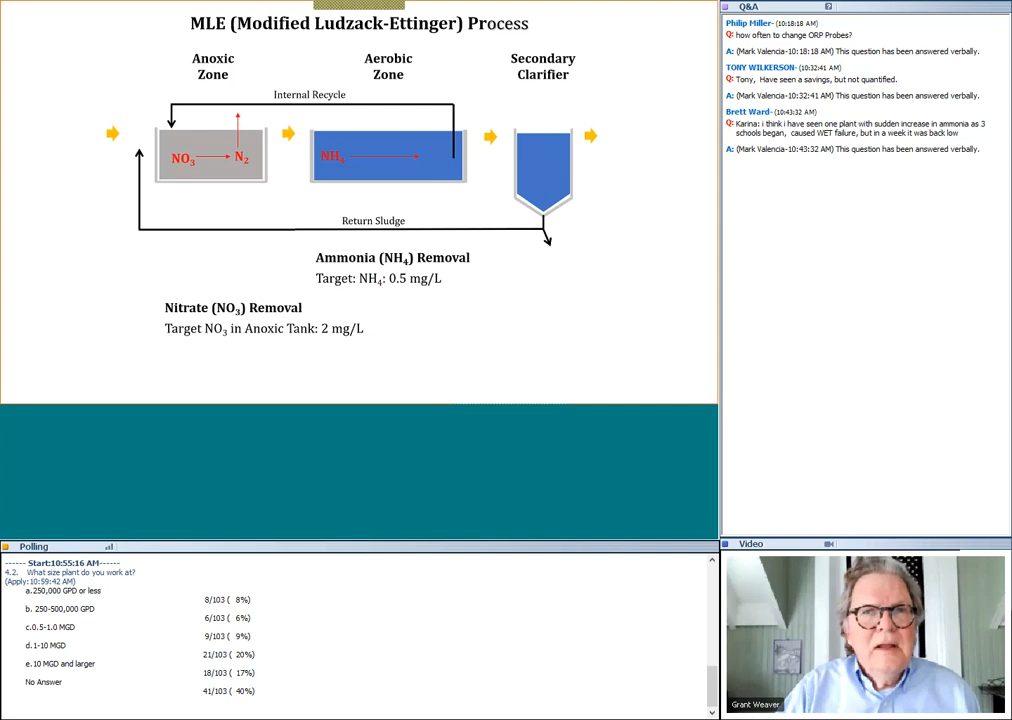 MLE (Modified Ludzack-Ettinger) Process
Anoxic
Zone
Aerobic
Zone
Secondary
Clarifier
Internal Recycle
NO3
N2
NH4
Return Sludge
Ammonia (NH4) Removal
Target: NH4: 0.5 mg/L
Nitrate (NO3) Removal
Target NO3 in Anoxic Tank: 2 mg/L
Q&A
Philip Miller- (10:18:18 AM)
Q: how often to change ORP Probes?
A: (Mark Valencia-10:18:18 AM) This question has been answered verbally.
TONY WILKERSON- (10:32:41 AM)
Q: Tony, Have seen a savings, but not quantified.
A: (Mark Valencia-10:32:41 AM) This question has been answered verbally.
Brett Ward- (10:43:32 AM)
Q: Karina: i think i have seen one plant with sudden increase in ammonia as 3
schools began, caused WET failure, but in a week it was back low
A: (Mark Valencia-10:43:32 AM) This question has been answered verbally.
Polling
------ Start:10:55:16 AM------
4.2. What size plant do you work at?
(Apply:10:59:42 AM)
a.250,000 GPD or less
8/103 ( 8%)
b. 250-500,000 GPD
6/103 ( 6%)
c.0.5-1.0 MGD
9/103 ( 9%)
d.1-10 MGD
21/103 ( 20%)
e.10 MGD and larger
18/103 ( 17%)
No Answer
41/103 ( 40%)
Video
Grant Weaver